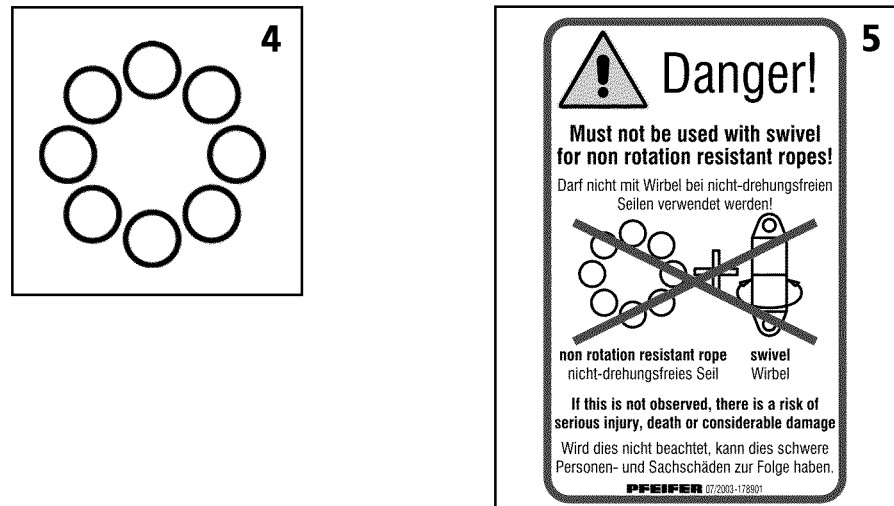 4
5
Danger!
Must not be used with swivel
for non rotation resistant ropes!
Darf nicht mit Wirbel bei nicht-drehungsfreien
Seilen verwendet werden!
non rotation resistant rope swivel
nicht-drehungsfreies Seil Wirbel
If this is not observed, there is a risk of
serious injury, death or considerable damage
Wird dies nicht beachtet, kann dies schwere
Personen- und Sachschäden zur Folge haben.
PFEIFER 07/2003-178901